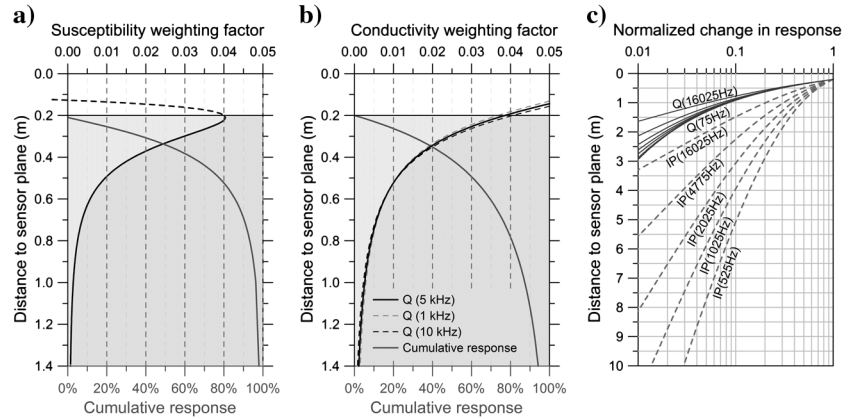 a)
Susceptibility weighting factor
0.00 0.01 0.02 0.03 0.04 0.05
Distance to sensor plane (m)
0.0
0.2
0.4
0.6
0.8
1.0
1.2
1.4
0% 20% 40% 60% 80% 100%
Cumulative response
b)
Conductivity weighting factor
0.00 0.01 0.02 0.03 0.04 0.05
Distance to sensor plane (m)
0.0
0.2
0.4
0.6
0.8
1.0
1.2
1.4
Q (5 kHz)
Q (1 kHz)
Q (10 kHz)
Cumulative response
0% 20% 40% 60% 80% 100%
Cumulative response
c)
Normalized change in response
0.01 0.1 1
Distance to sensor plane (m)
0
1
2
3
4
5
6
7
8
9
10
Q(16025Hz)
Q(75Hz)
IP(16025Hz)
IP(4775Hz)
IP(2025Hz)
IP(1025Hz)
IP(525Hz)